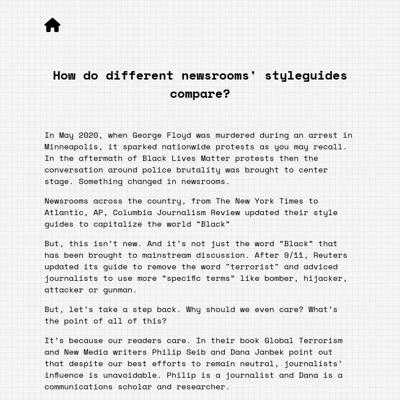 How do different newsrooms' styleguides
compare?
In May 2020, when George Floyd was murdered during an arrest in
Minneapolis, it sparked nationwide protests as you may recall.
In the aftermath of Black Lives Matter protests then the
conversation around police brutality was brought to center
stage. Something changed in newsrooms.
Newsrooms across the country, from The New York Times to
Atlantic, AP, Columbia Journalism Review updated their style
guides to capitalize the world “Black”
But, this isn’t new. And it’s not just the word “Black” that
has been brought to mainstream discussion. After 9/11, Reuters
updated its guide to remove the word "terrorist" and adviced
journalists to use more “specific terms” like bomber, hijacker,
attacker or gunman.
But, let’s take a step back. Why should we even care? What’s
the point of all of this?
It’s because our readers care. In their book Global Terrorism
and New Media writers Philip Seib and Dana Janbek point out
that despite our best efforts to remain neutral, journalists’
influence is unavoidable. Philip is a journalist and Dana is a
communications scholar and researcher.